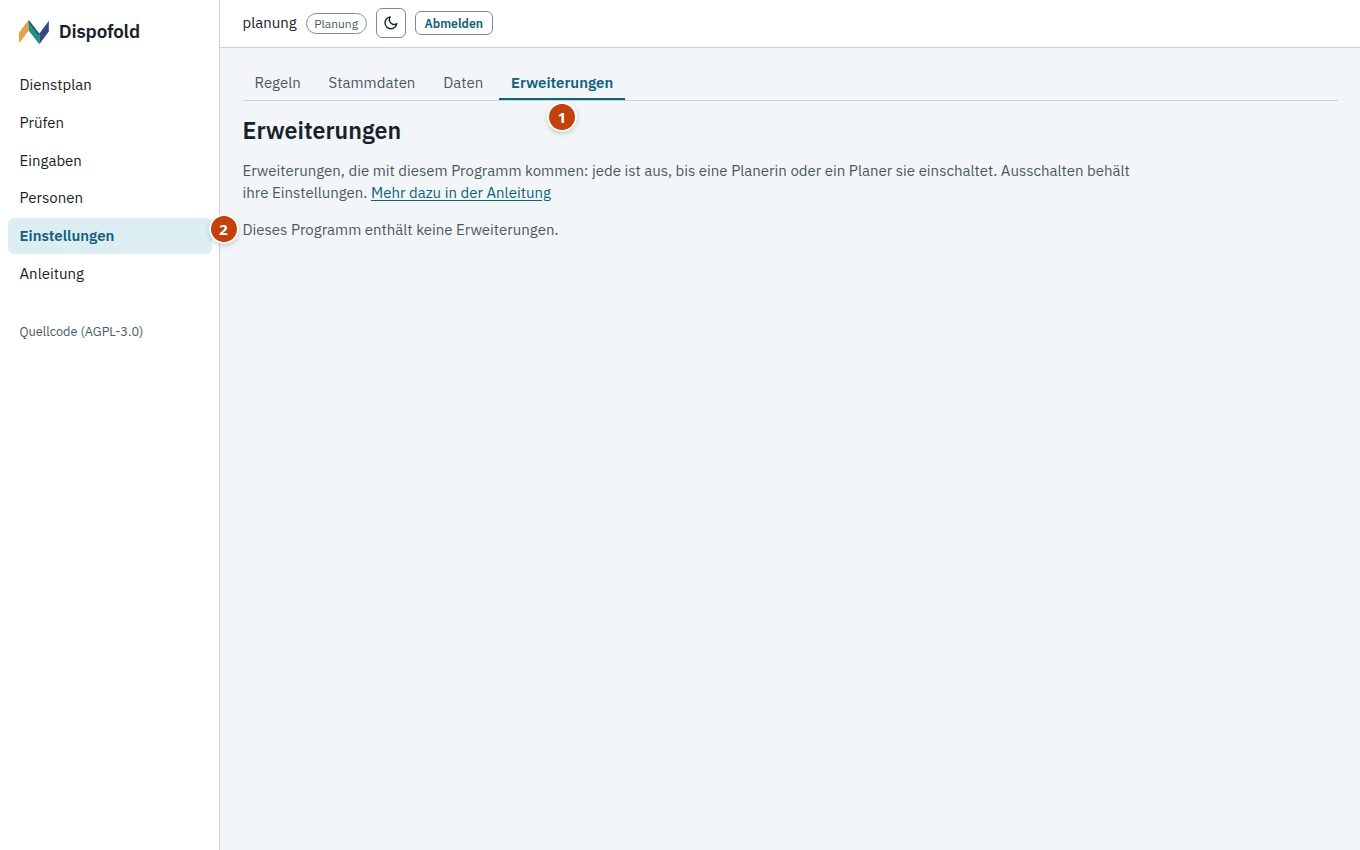 Dispofold
planung
Planung
Abmelden
Dienstplan
Prüfen
Eingaben
Personen
Einstellungen
Anleitung
Quellcode (AGPL-3.0)
Regeln
Stammdaten
Daten
Erweiterungen
1
Erweiterungen
Erweiterungen, die mit diesem Programm kommen: jede ist aus, bis eine Planerin oder ein Planer sie einschaltet. Ausschalten behält
ihre Einstellungen. Mehr dazu in der Anleitung
2
Dieses Programm enthält keine Erweiterungen.